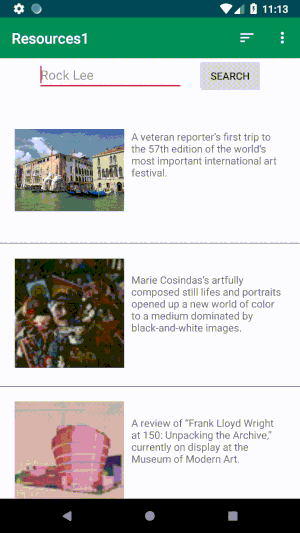 11:13
Resources1
Rock Lee
SEARCH
A veteran reporter's first trip to
the 57th edition of the world's
most important international art
festival.
Marie Cosindas's artfully
composed still lifes and portraits
opened up a new world of color
to a medium dominated by
black-and-white images.
A review of "Frank Lloyd Wright
at 150: Unpacking the Archive,"
currently on display at the
Museum of Modern Art.